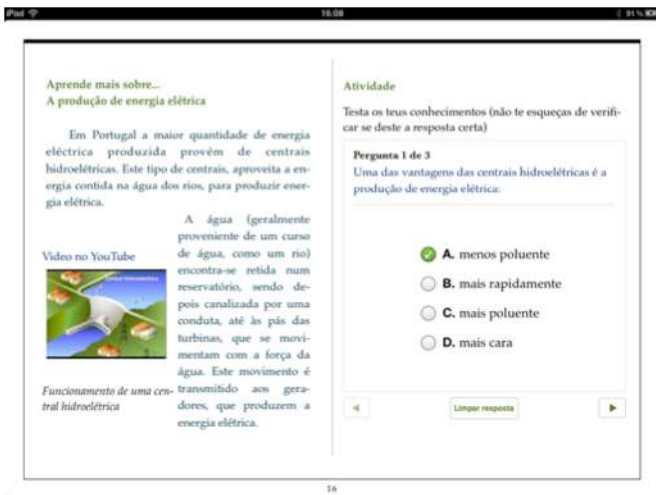 iPad
16:08
91 %
Aprende mais sobre...
A produção de energia elétrica
Em Portugal a maior quantidade de energia
eléctrica produzida provém de centrais
hidroelétricas. Este tipo de centrais, aproveita a en-
ergia contida na água dos rios, para produzir ener-
gia elétrica.
Video no YouTube
Funcionamento de uma cen-
tral hidroelétrica
A água (geralmente
proveniente de um curso
de água, como um rio)
encontra-se retida num
reservatório, sendo de-
pois canalizada por uma
conduta, até às pás das
turbinas, que se movi-
mentam com a força da
água. Este movimento é
transmitido aos gera-
dores, que produzem a
energia elétrica.
Atividade
Testa os teus conhecimentos (não te esqueças de verifi-
car se deste a resposta certa)
Pergunta 1 de 3
Uma das vantagens das centrais hidroelétricas é a
produção de energia elétrica:
A. menos poluente
B. mais rapidamente
C. mais poluente
D. mais cara
Limpar resposta
16